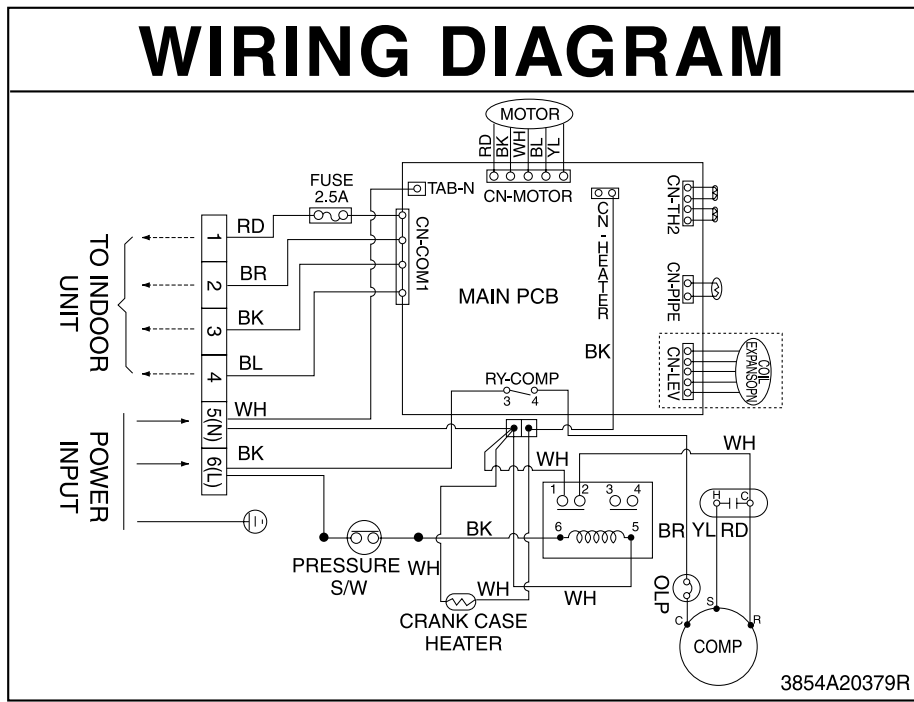 WIRING DIAGRAM
MOTOR
RD
BK
WH
BL
YL
FUSE
2.5A
TAB-N
CN-MOTOR
CN-COM1
CN-HEATER
CN-TH2
CN-PIPE
CN-LEV
COIL
EXPANSOPN
MAIN PCB
TO INDOOR
UNIT
1
RD
2
BR
3
BK
4
BL
5(N)
WH
6(L)
BK
POWER
INPUT
BK
RY-COMP
3 4
WH
WH
1 2 3 4
6 5
BK
WH
PRESSURE
S/W
WH
WH
CRANK CASE
HEATER
BR
YL
RD
H C
OLP
C
S
R
COMP
3854A20379R